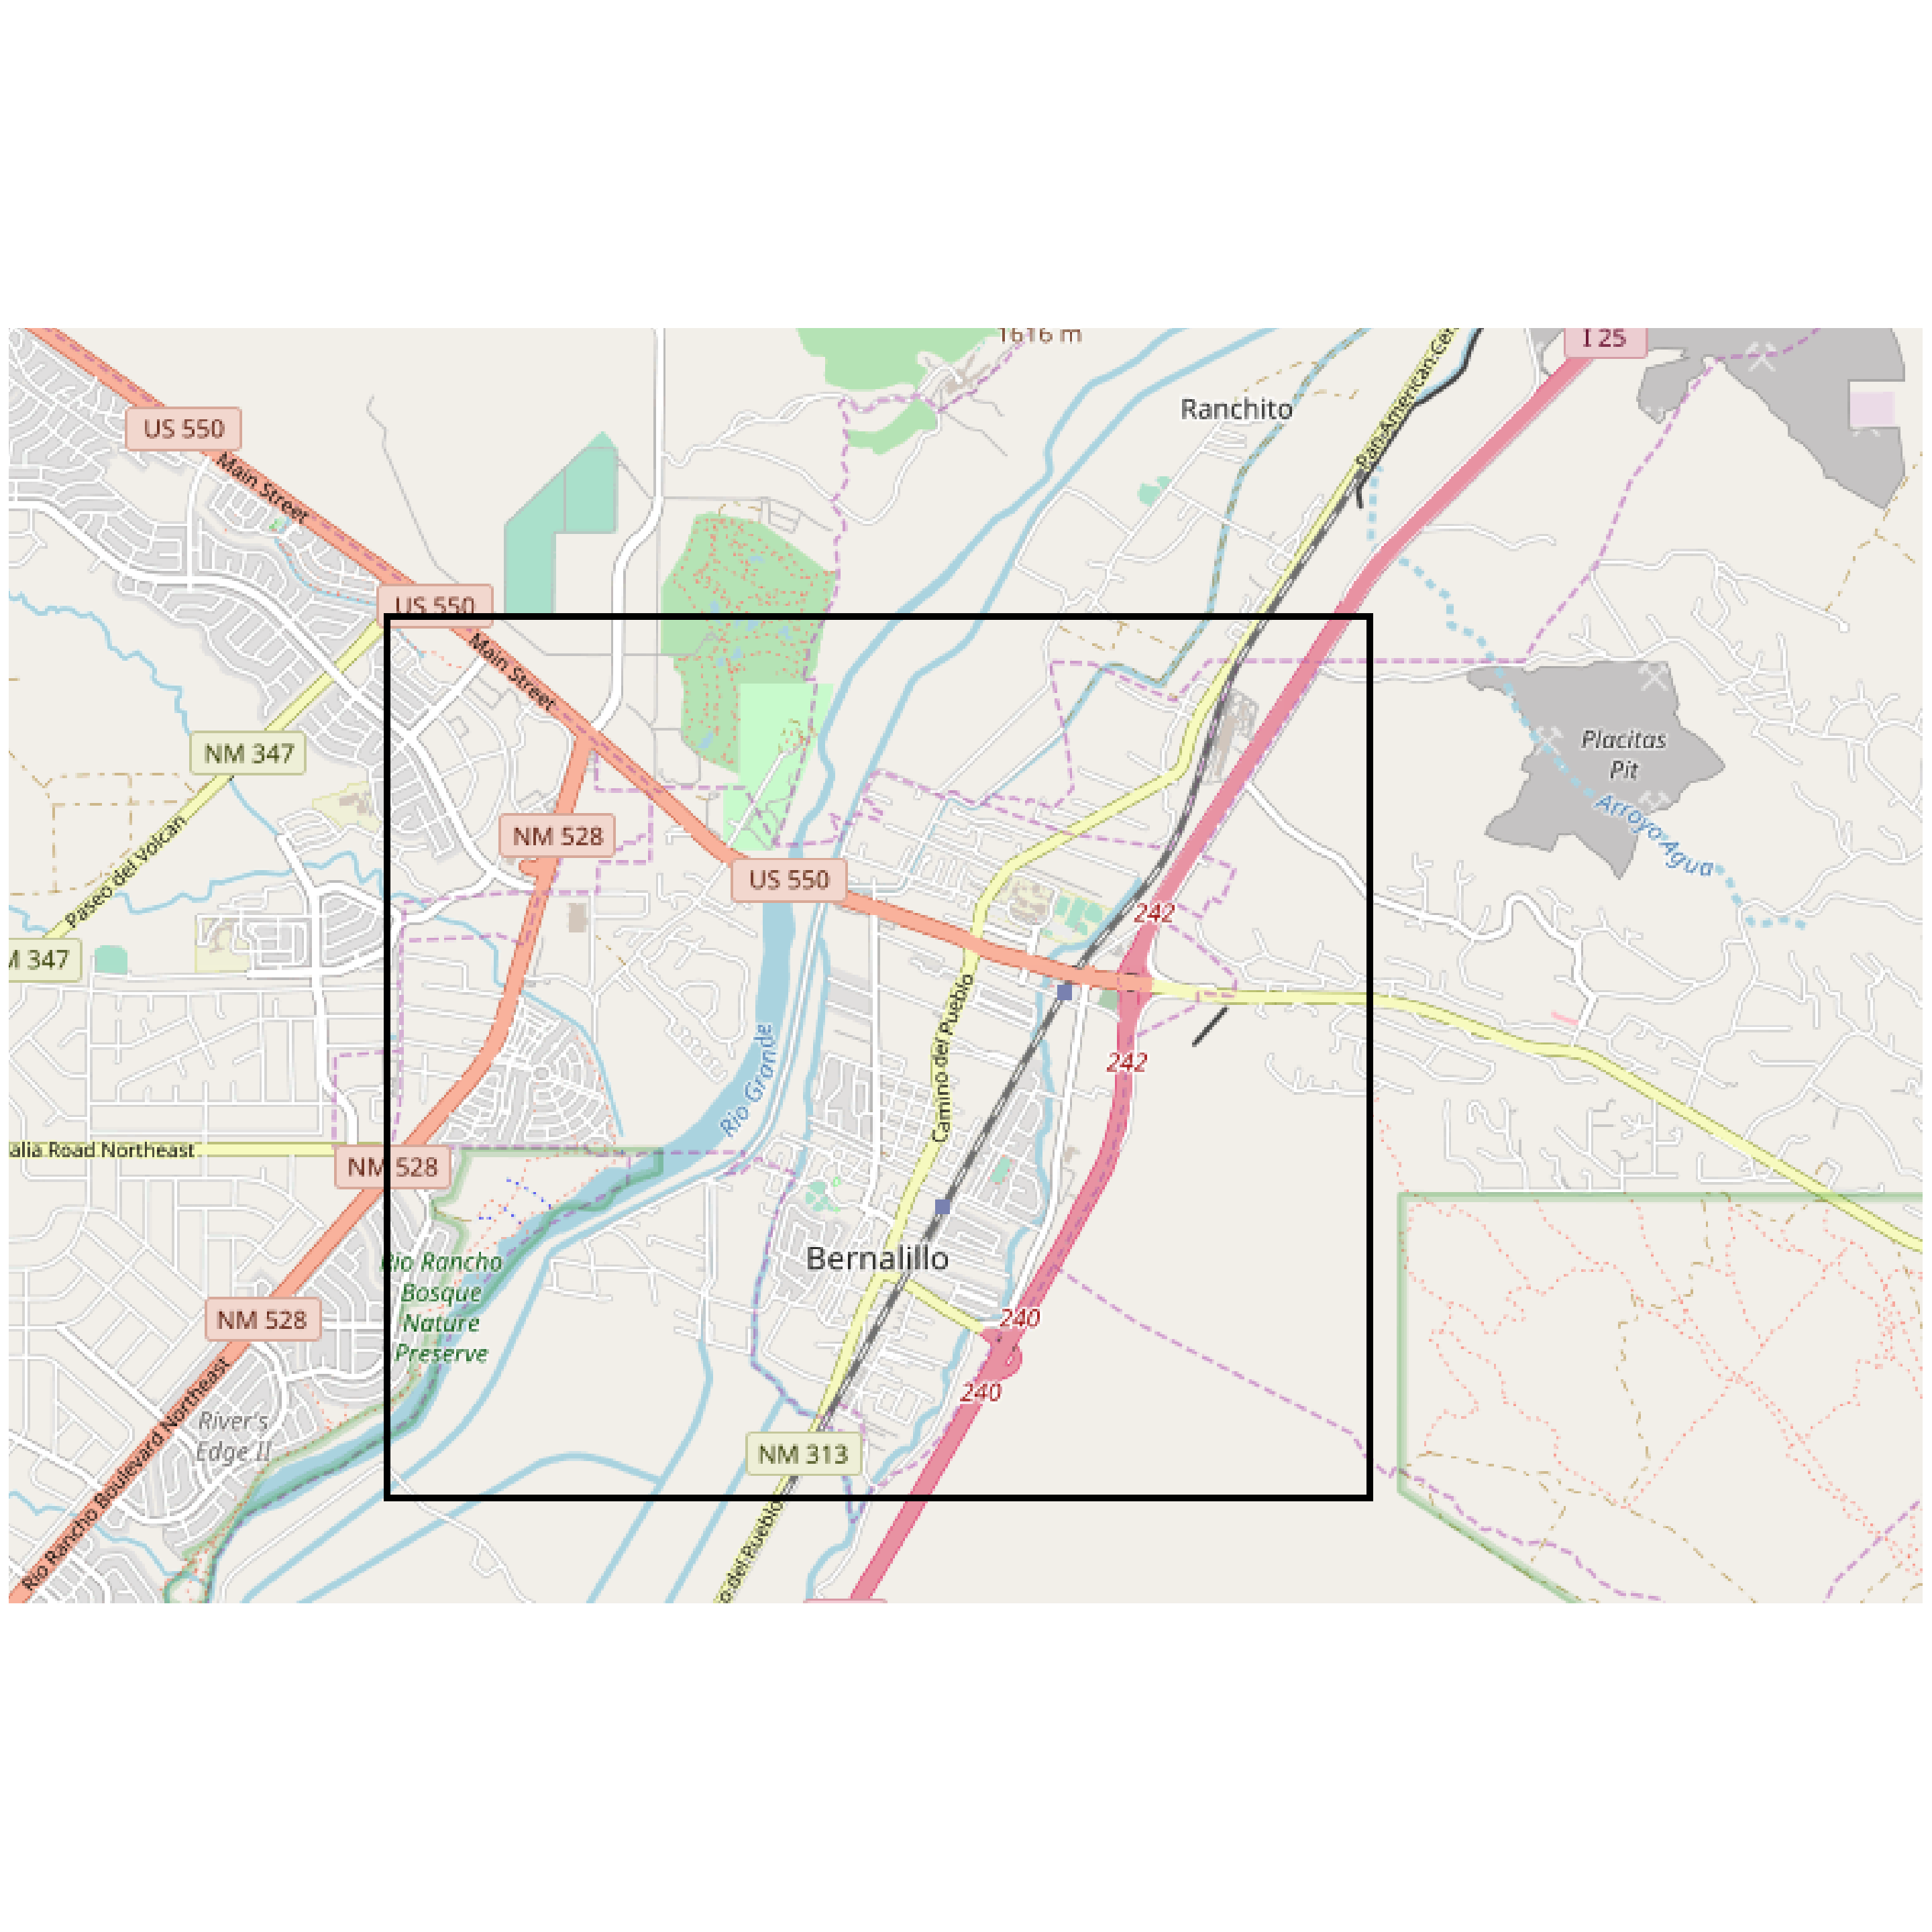 1616 m
I 25
Ranchito
US 550
Main Street
Pan-American Cen
US 550
Main Street
NM 347
Placitas
Pit
Arroyo Agua
Paseo del Volcan
NM 528
US 550
242
M 347
Camino del Pueblo
242
Rio Grande
alia Road Northeast
NM 528
Bernalillo
Rio Rancho
Bosque
Nature
Preserve
NM 528
240
240
River's
Edge II
NM 313
Rio Rancho Boulevard Northeast
o del Pueblo